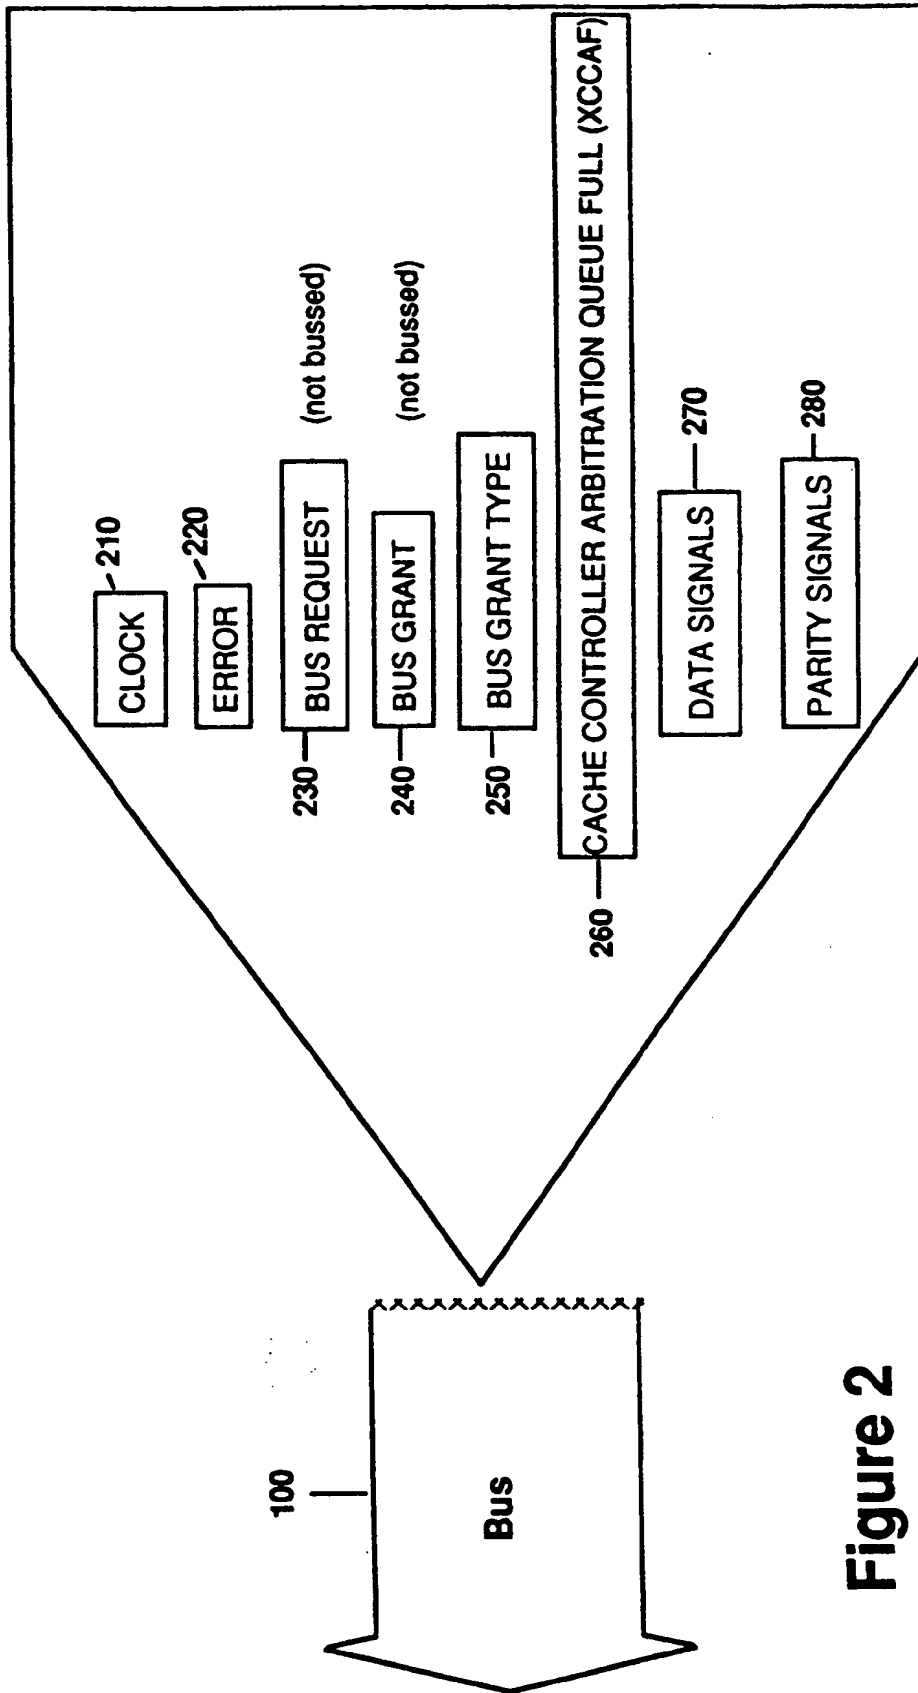 100
Bus
CLOCK
210
ERROR
220
230
BUS REQUEST
(not bussed)
240
BUS GRANT
(not bussed)
250
BUS GRANT TYPE
CACHE CONTROLLER ARBITRATION QUEUE FULL (XCCAF)
260
DATA SIGNALS
270
PARITY SIGNALS
280
Figure 2